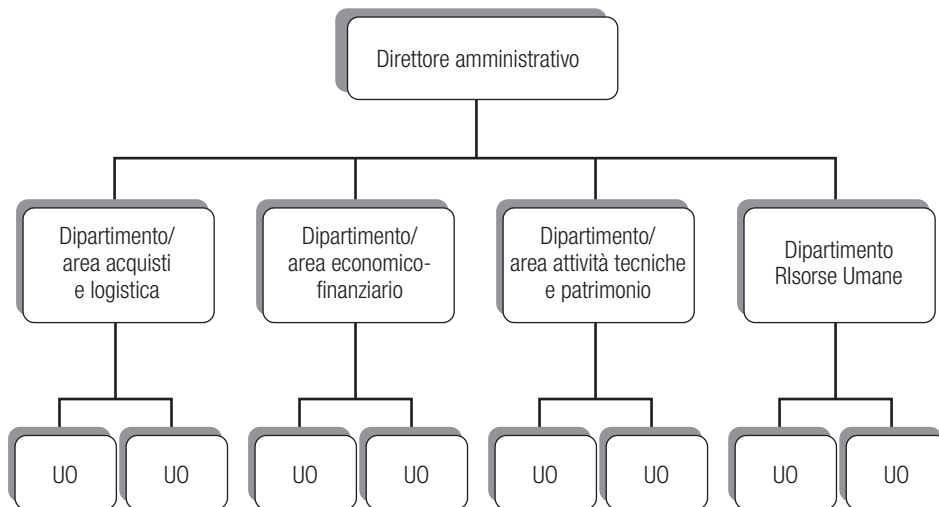 Direttore amministrativo
Dipartimento/
area acquisti
e logistica
Dipartimento/
area economico-
finanziario
Dipartimento/
area attività tecniche
e patrimonio
Dipartimento
RIsorse Umane
UO
UO
UO
UO
UO
UO
UO
UO